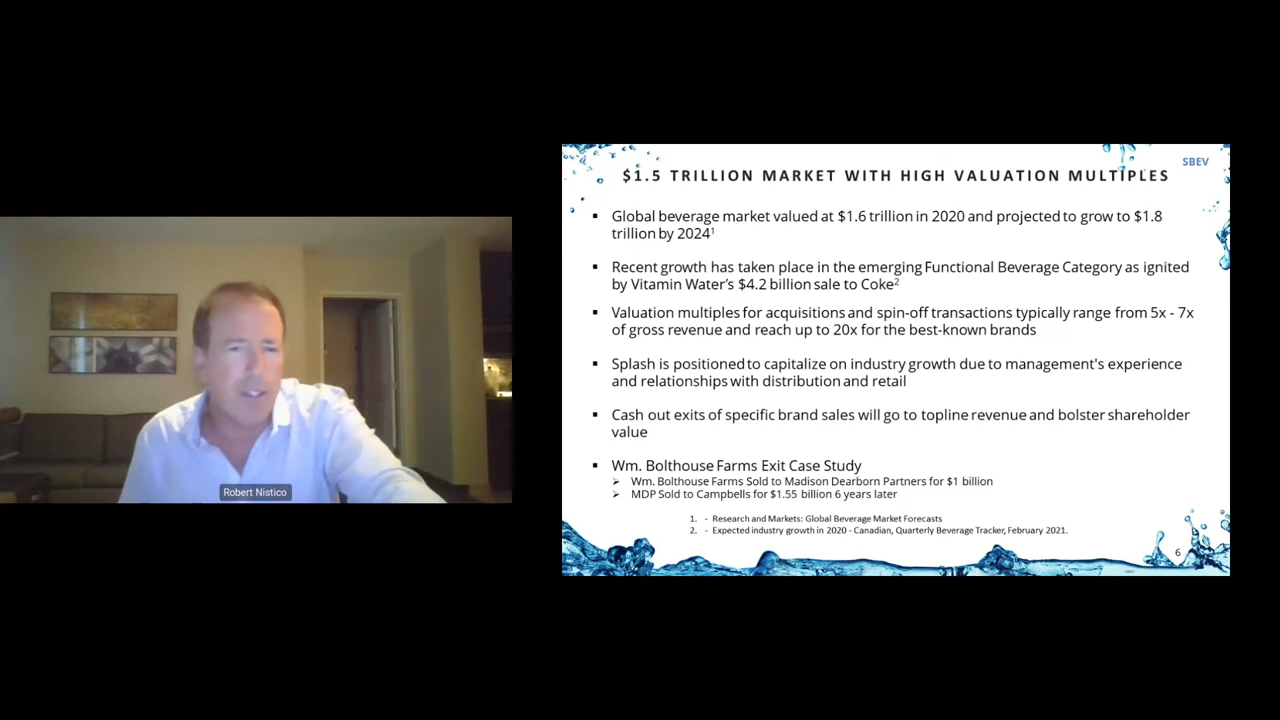 SBEV
$1.5 TRILLION MARKET WITH HIGH VALUATION MULTIPLES
▪ Global beverage market valued at $1.6 trillion in 2020 and projected to grow to $1.8
trillion by 2024¹
▪ Recent growth has taken place in the emerging Functional Beverage Category as ignited
by Vitamin Water's $4.2 billion sale to Coke²
▪ Valuation multiples for acquisitions and spin-off transactions typically range from 5x - 7x
of gross revenue and reach up to 20x for the best-known brands
▪ Splash is positioned to capitalize on industry growth due to management's experience
and relationships with distribution and retail
▪ Cash out exits of specific brand sales will go to topline revenue and bolster shareholder
value
▪ Wm. Bolthouse Farms Exit Case Study
➢ Wm. Bolthouse Farms Sold to Madison Dearborn Partners for $1 billion
➢ MDP Sold to Campbells for $1.55 billion 6 years later
1. - Research and Markets: Global Beverage Market Forecasts
2. - Expected industry growth in 2020 - Canadian, Quarterly Beverage Tracker, February 2021.
6
Robert Nistico